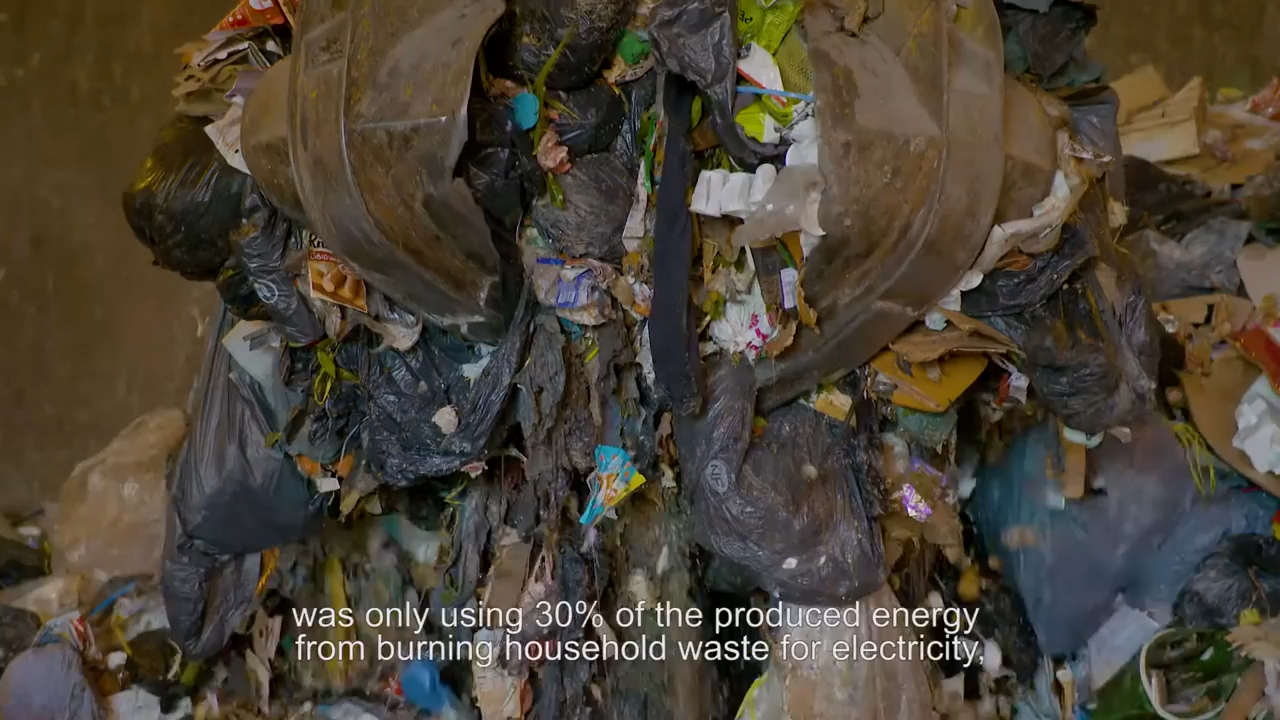 was only using 30% of the produced energy
from burning household waste for electricity,